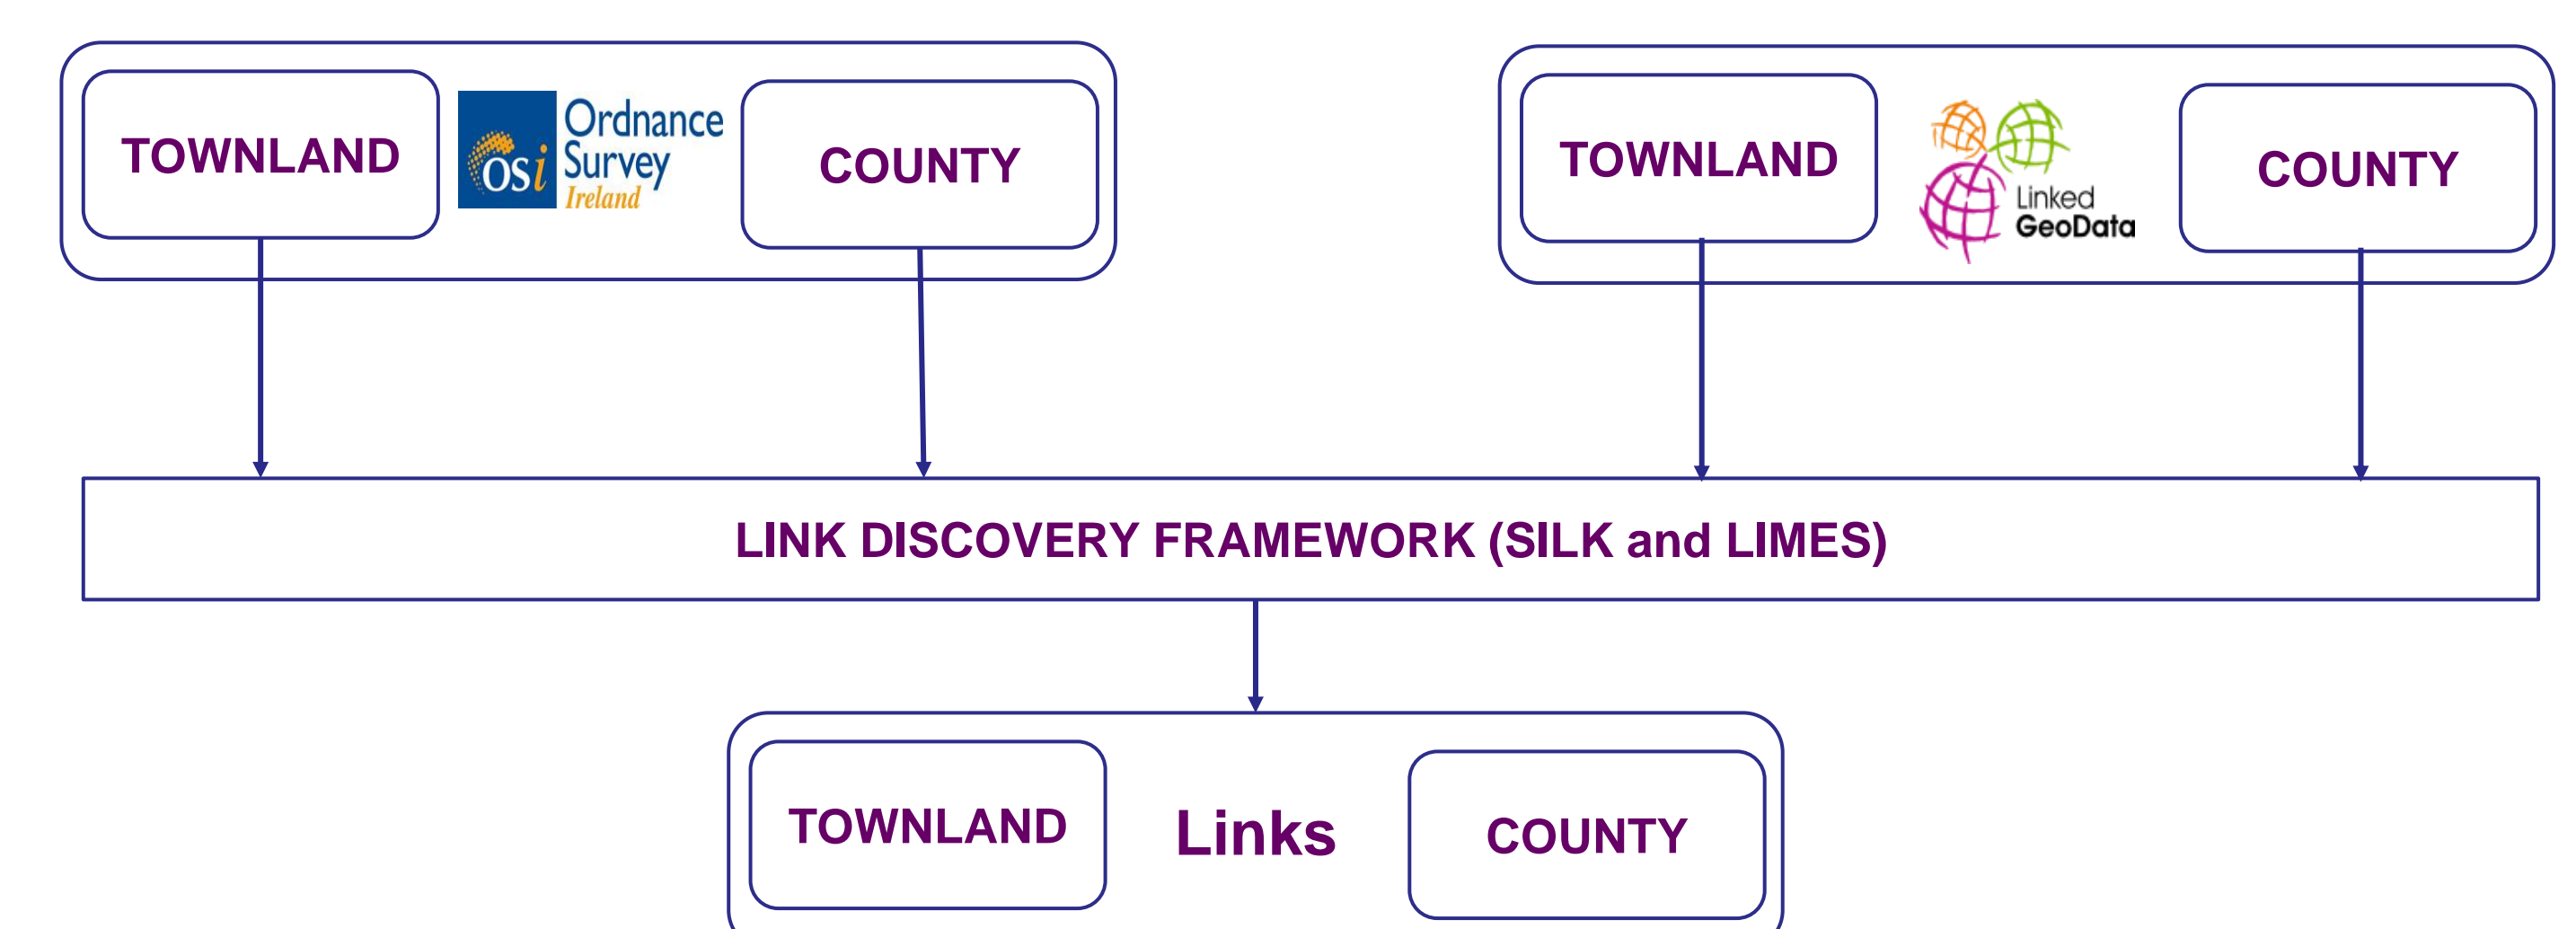 TOWNLAND
osi
Ordnance
Survey
Ireland
COUNTY
TOWNLAND
Linked
GeoData
COUNTY
LINK DISCOVERY FRAMEWORK (SILK and LIMES)
TOWNLAND
Links
COUNTY